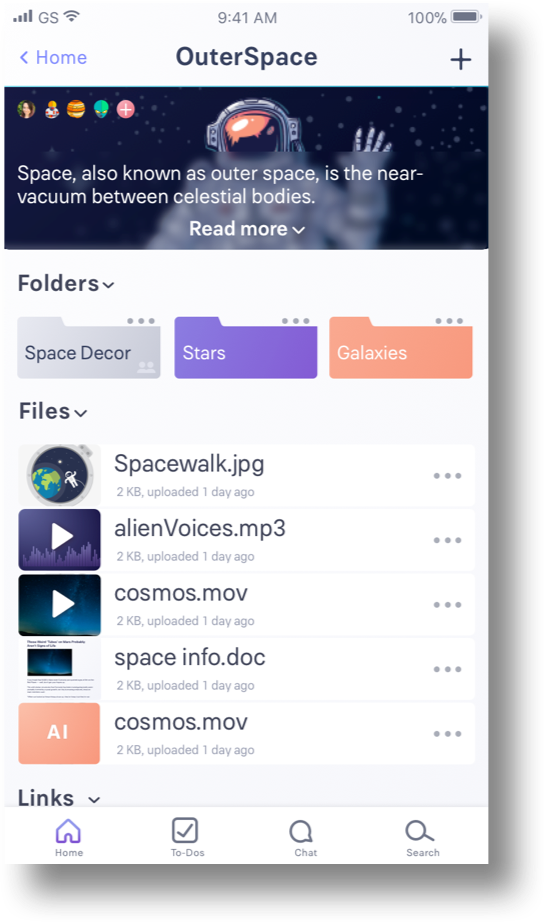 GS 9:41 AM 100%
Home OuterSpace
Space, also known as outer space, is the near-
vacuum between celestial bodies.
Read more
Folders
Space Decor Stars Galaxies
Files
Spacewalk.jpg
2 KB, uploaded 1 day ago
alienVoices.mp3
2 KB, uploaded 1 day ago
cosmos.mov
2 KB, uploaded 1 day ago
space info.doc
2 KB, uploaded 1 day ago
AI cosmos.mov
2 KB, uploaded 1 day ago
Links
Home To-Dos Chat Search